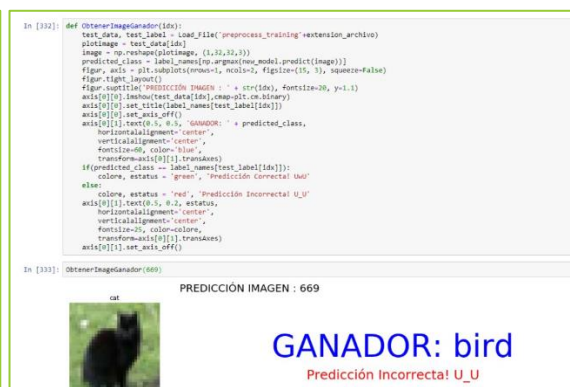 In [332]: def ObtenerImageGanador(idx):
test_data, test_label = Load_File('preprocess_training'+extension_archivo)
plotimage = test_data[idx]
image = np.reshape(plotimage, (1,32,32,3))
predicted_class = label_names[np.argmax(new_model.predict(image))]
figur, axis = plt.subplots(nrows=1, ncols=2, figsize=(15, 5), squeeze=False)
figur.tight_layout()
figur.suptitle('PREDICCIÓN IMAGEN : ' + str(idx), fontsize=20, y=1.1)
axis[0][0].imshow(test_data[idx],cmap=plt.cm.binary)
axis[0][0].set_title(label_names[test_label[idx]])
axis[0][0].set_axis_off()
axis[0][1].text(0.5, 0.5, 'GANADOR: ' + predicted_class,
horizontalalignment='center',
verticalalignment='center',
fontsize=60, color='blue',
transform=axis[0][1].transAxes)
if(predicted_class == label_names[test_label[idx]]):
colore, estatus = 'green', 'Predicción Correcta! UwU'
else:
colore, estatus = 'red', 'Predicción Incorrecta! U_U'
axis[0][1].text(0.5, 0.2, estatus,
horizontalalignment='center',
verticalalignment='center',
fontsize=25, color=colore,
transform=axis[0][1].transAxes)
axis[0][1].set_axis_off()
In [333]: ObtenerImageGanador(669)
PREDICCIÓN IMAGEN : 669
cat
GANADOR: bird
Predicción Incorrecta! U_U